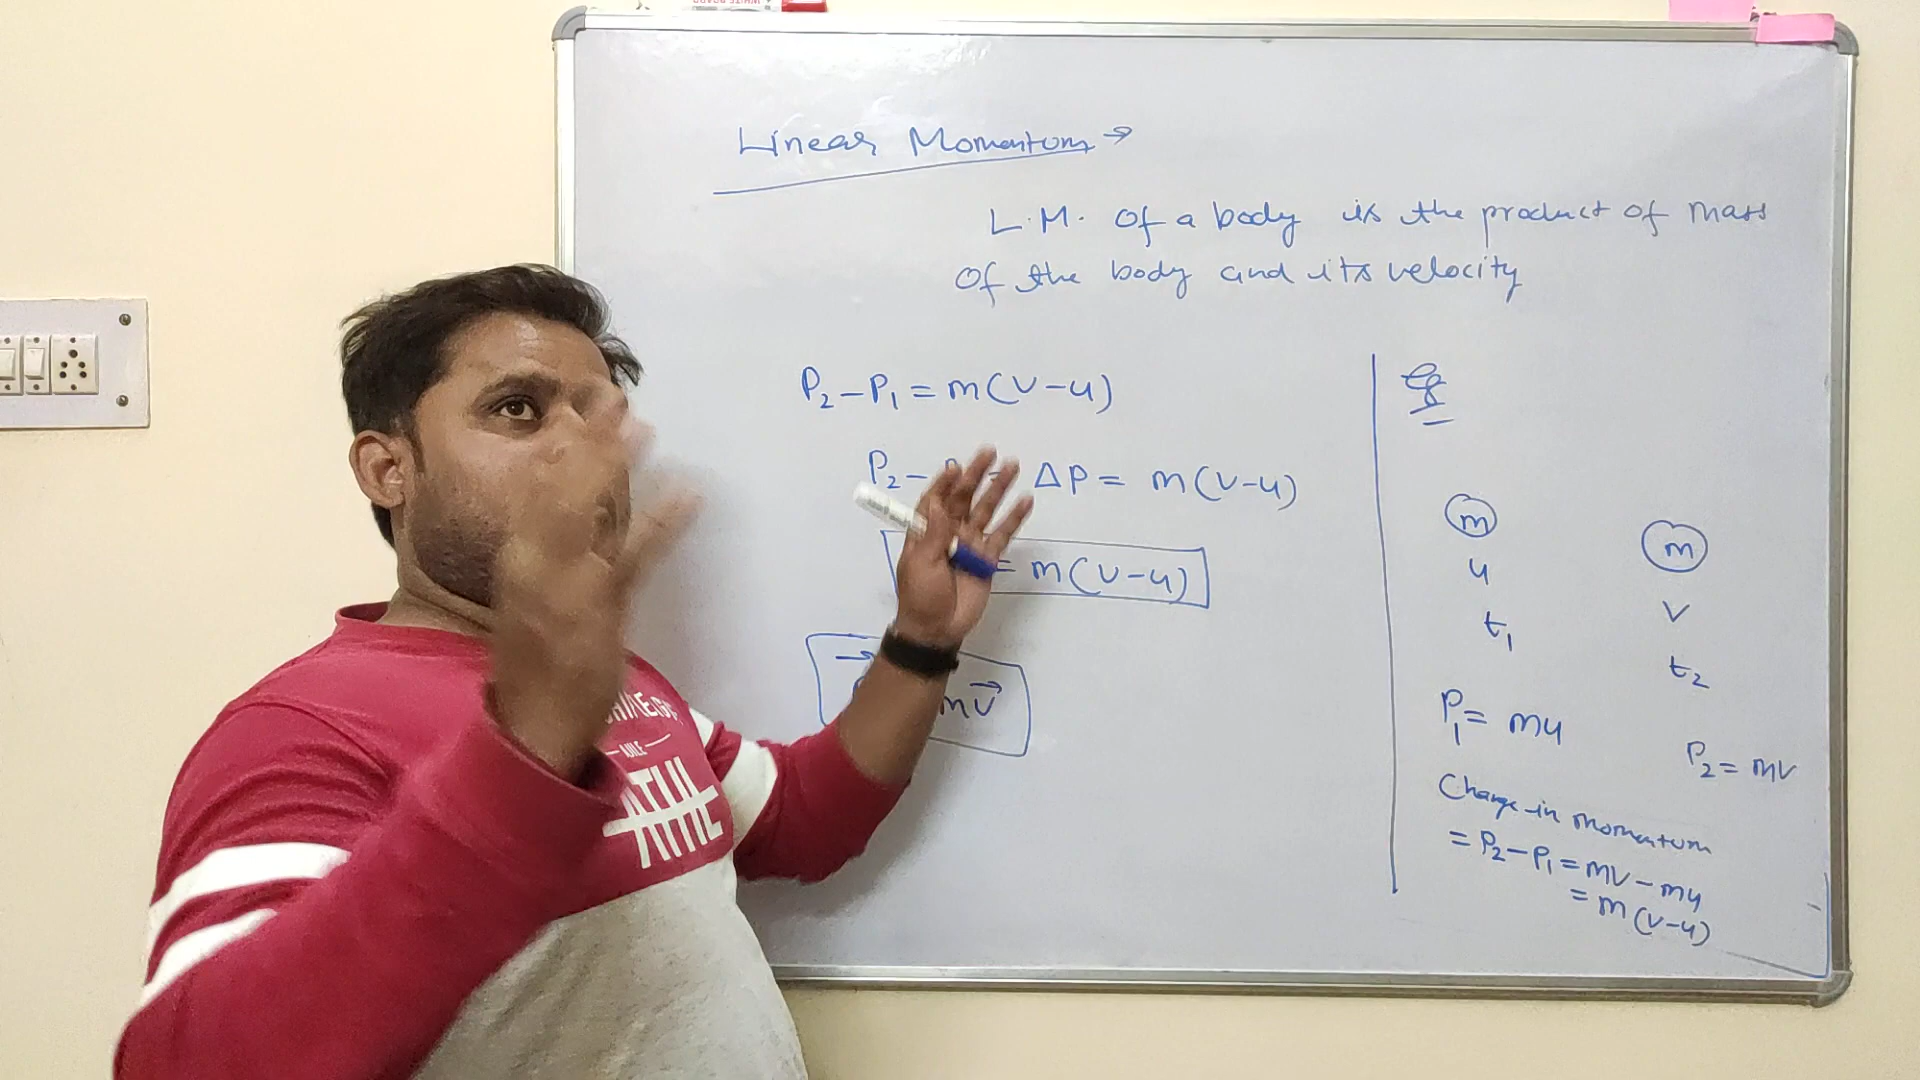 Linear Momentum →
L.M. of a body is the product of mass
of the body and its velocity
P₂-P₁ = m(v-u)
P₂- = ΔP = m(v-u)
= m(v-u)
mv⃗
Eg
m
u
t₁
P₁ = mu
m
v
t₂
P₂ = mv
Change in momentum
= P₂-P₁ = mv - mu
= m(v-u)
ATHL